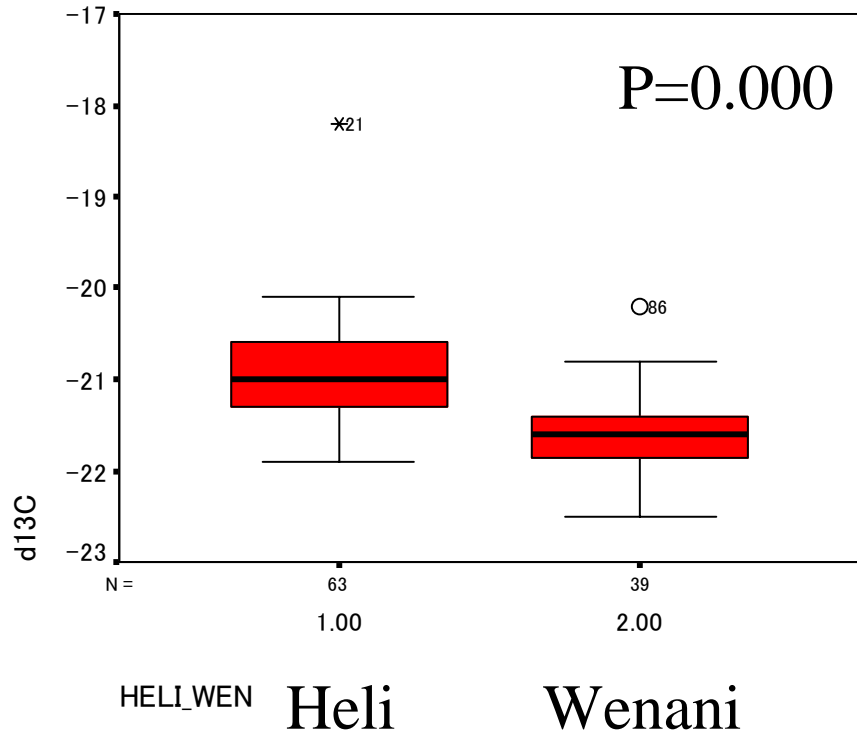 -17
P=0.000
-18
21
-19
-20
86
-21
-22
d13C
-23
N = 63 39
1.00 2.00
HELI_WEN Heli Wenani